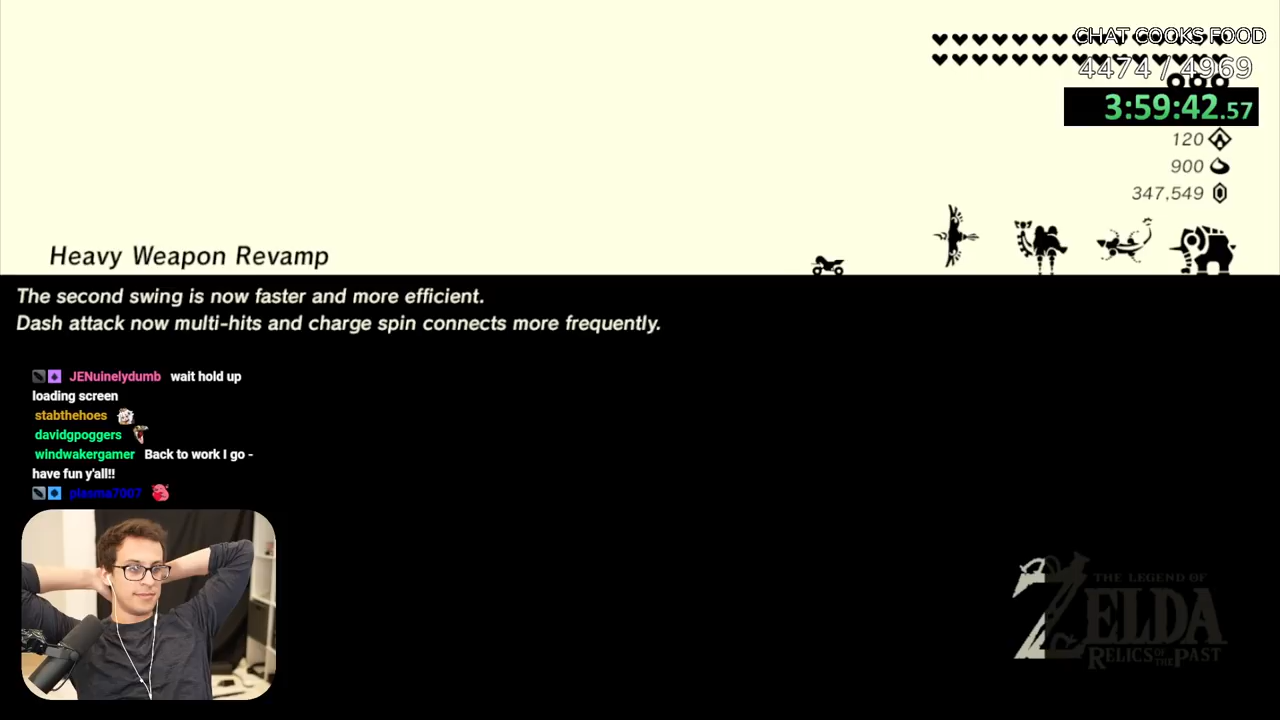 CHAT COOKS FOOD
4474 / 4969
3:59:42.57
120
900
347,549
Heavy Weapon Revamp
The second swing is now faster and more efficient.
Dash attack now multi-hits and charge spin connects more frequently.
JENuinelydumb wait hold up
loading screen
stabthehoes
davidgpoggers
windwakergamer Back to work I go -
have fun y'all!!
plasma7007
THE LEGEND OF
ZELDA
RELICS OF THE PAST